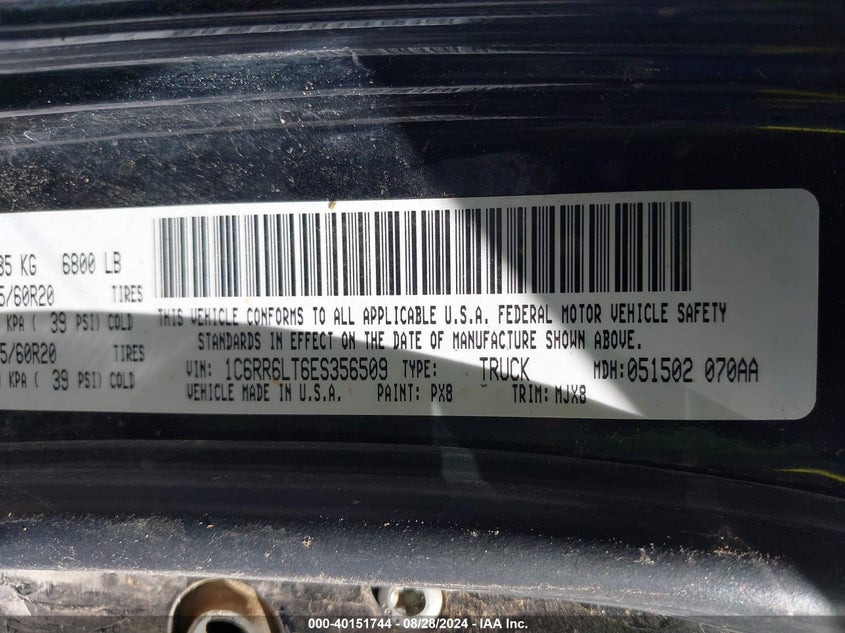 35 KG 6800 LB
5/60R20 TIRES
KPA ( 39 PSI) COLD
5/60R20 TIRES
KPA ( 39 PSI) COLD
THIS VEHICLE CONFORMS TO ALL APPLICABLE U.S.A. FEDERAL MOTOR VEHICLE SAFETY
STANDARDS IN EFFECT ON THE DATE OF MANUFACTURE SHOWN ABOVE.
VIN: 1C6RR6LT6ES356509 TYPE: TRUCK MDH:051502 070AA
VEHICLE MADE IN U.S.A. PAINT: PX8 TRIM: MJX8
000-40151744 - 08/28/2024 - IAA Inc.